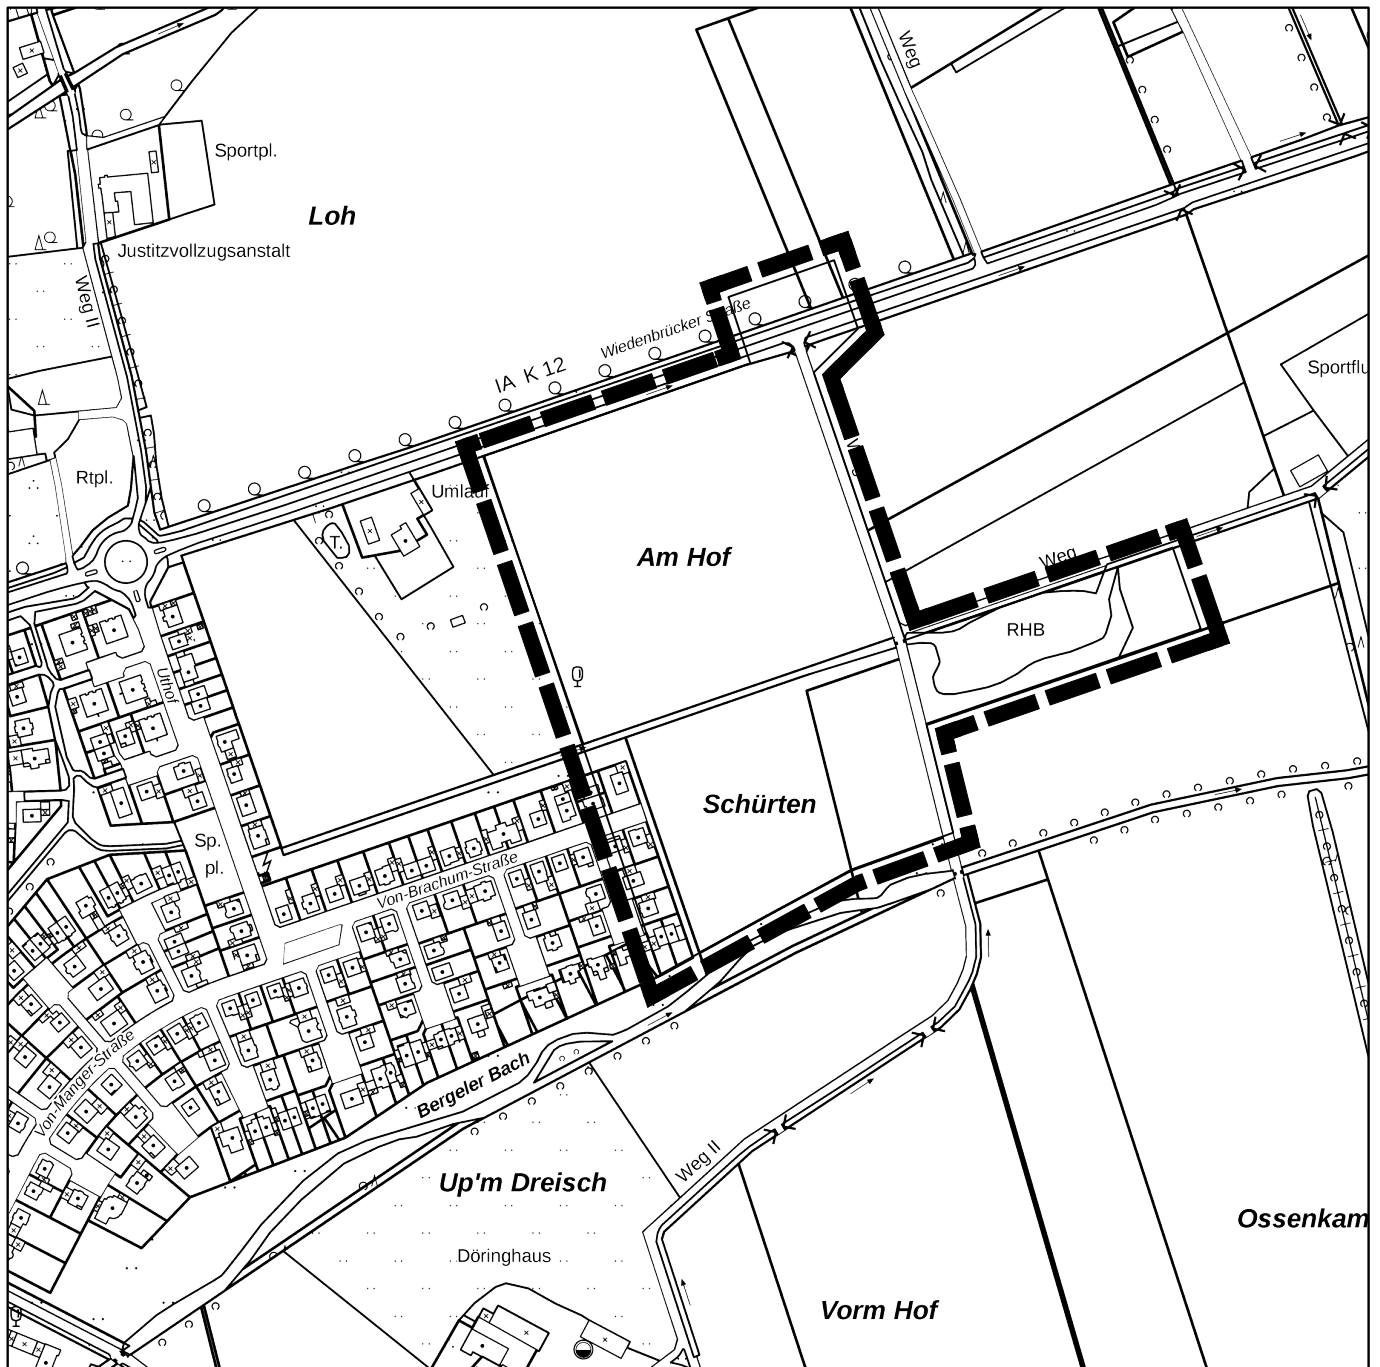 Weg
Sportpl.
Loh
Justitzvollzugsanstalt
Weg II
Wiedenbrücker Straße
IA K 12
Sportflu
Rtpl.
Umlauf
T.
Am Hof
Weg
RHB
Uthof
Schürten
Sp.
pl.
Von-Brachum-Straße
Von-Manger-Straße
Bergeler Bach
Weg II
Up'm Dreisch
Ossenkam
Döringhaus
Vorm Hof